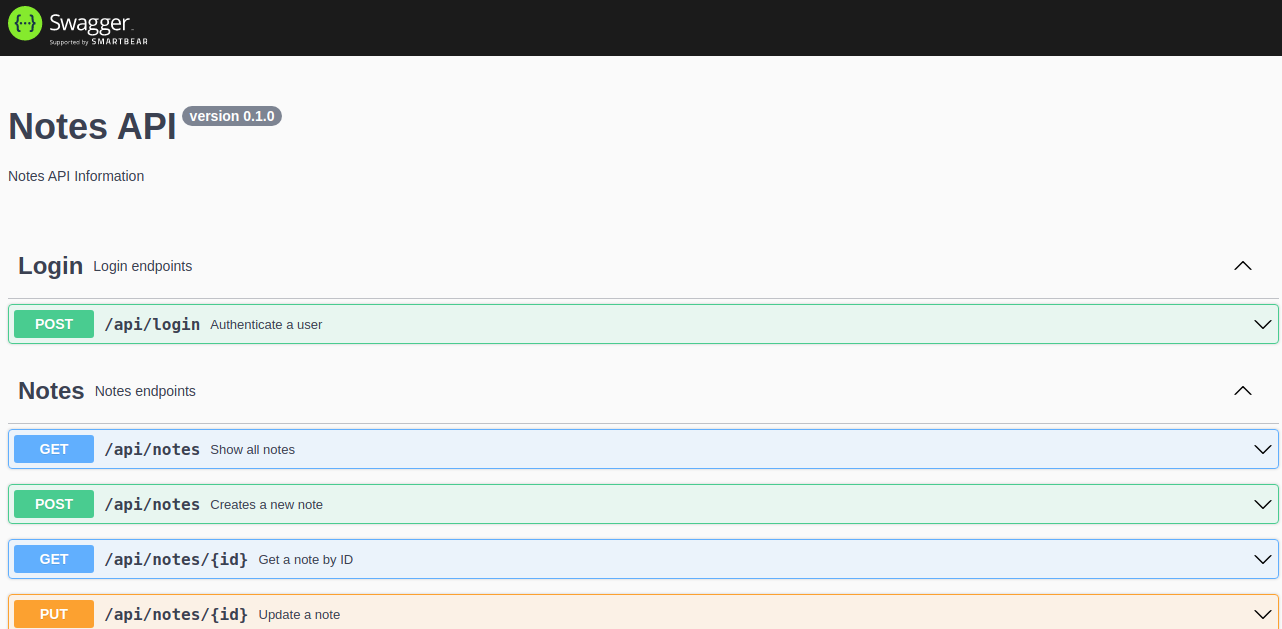 {···} Swagger
Supported by SMARTBEAR
Notes API version 0.1.0
Notes API Information
Login Login endpoints
POST /api/login Authenticate a user
Notes Notes endpoints
GET /api/notes Show all notes
POST /api/notes Creates a new note
GET /api/notes/{id} Get a note by ID
PUT /api/notes/{id} Update a note